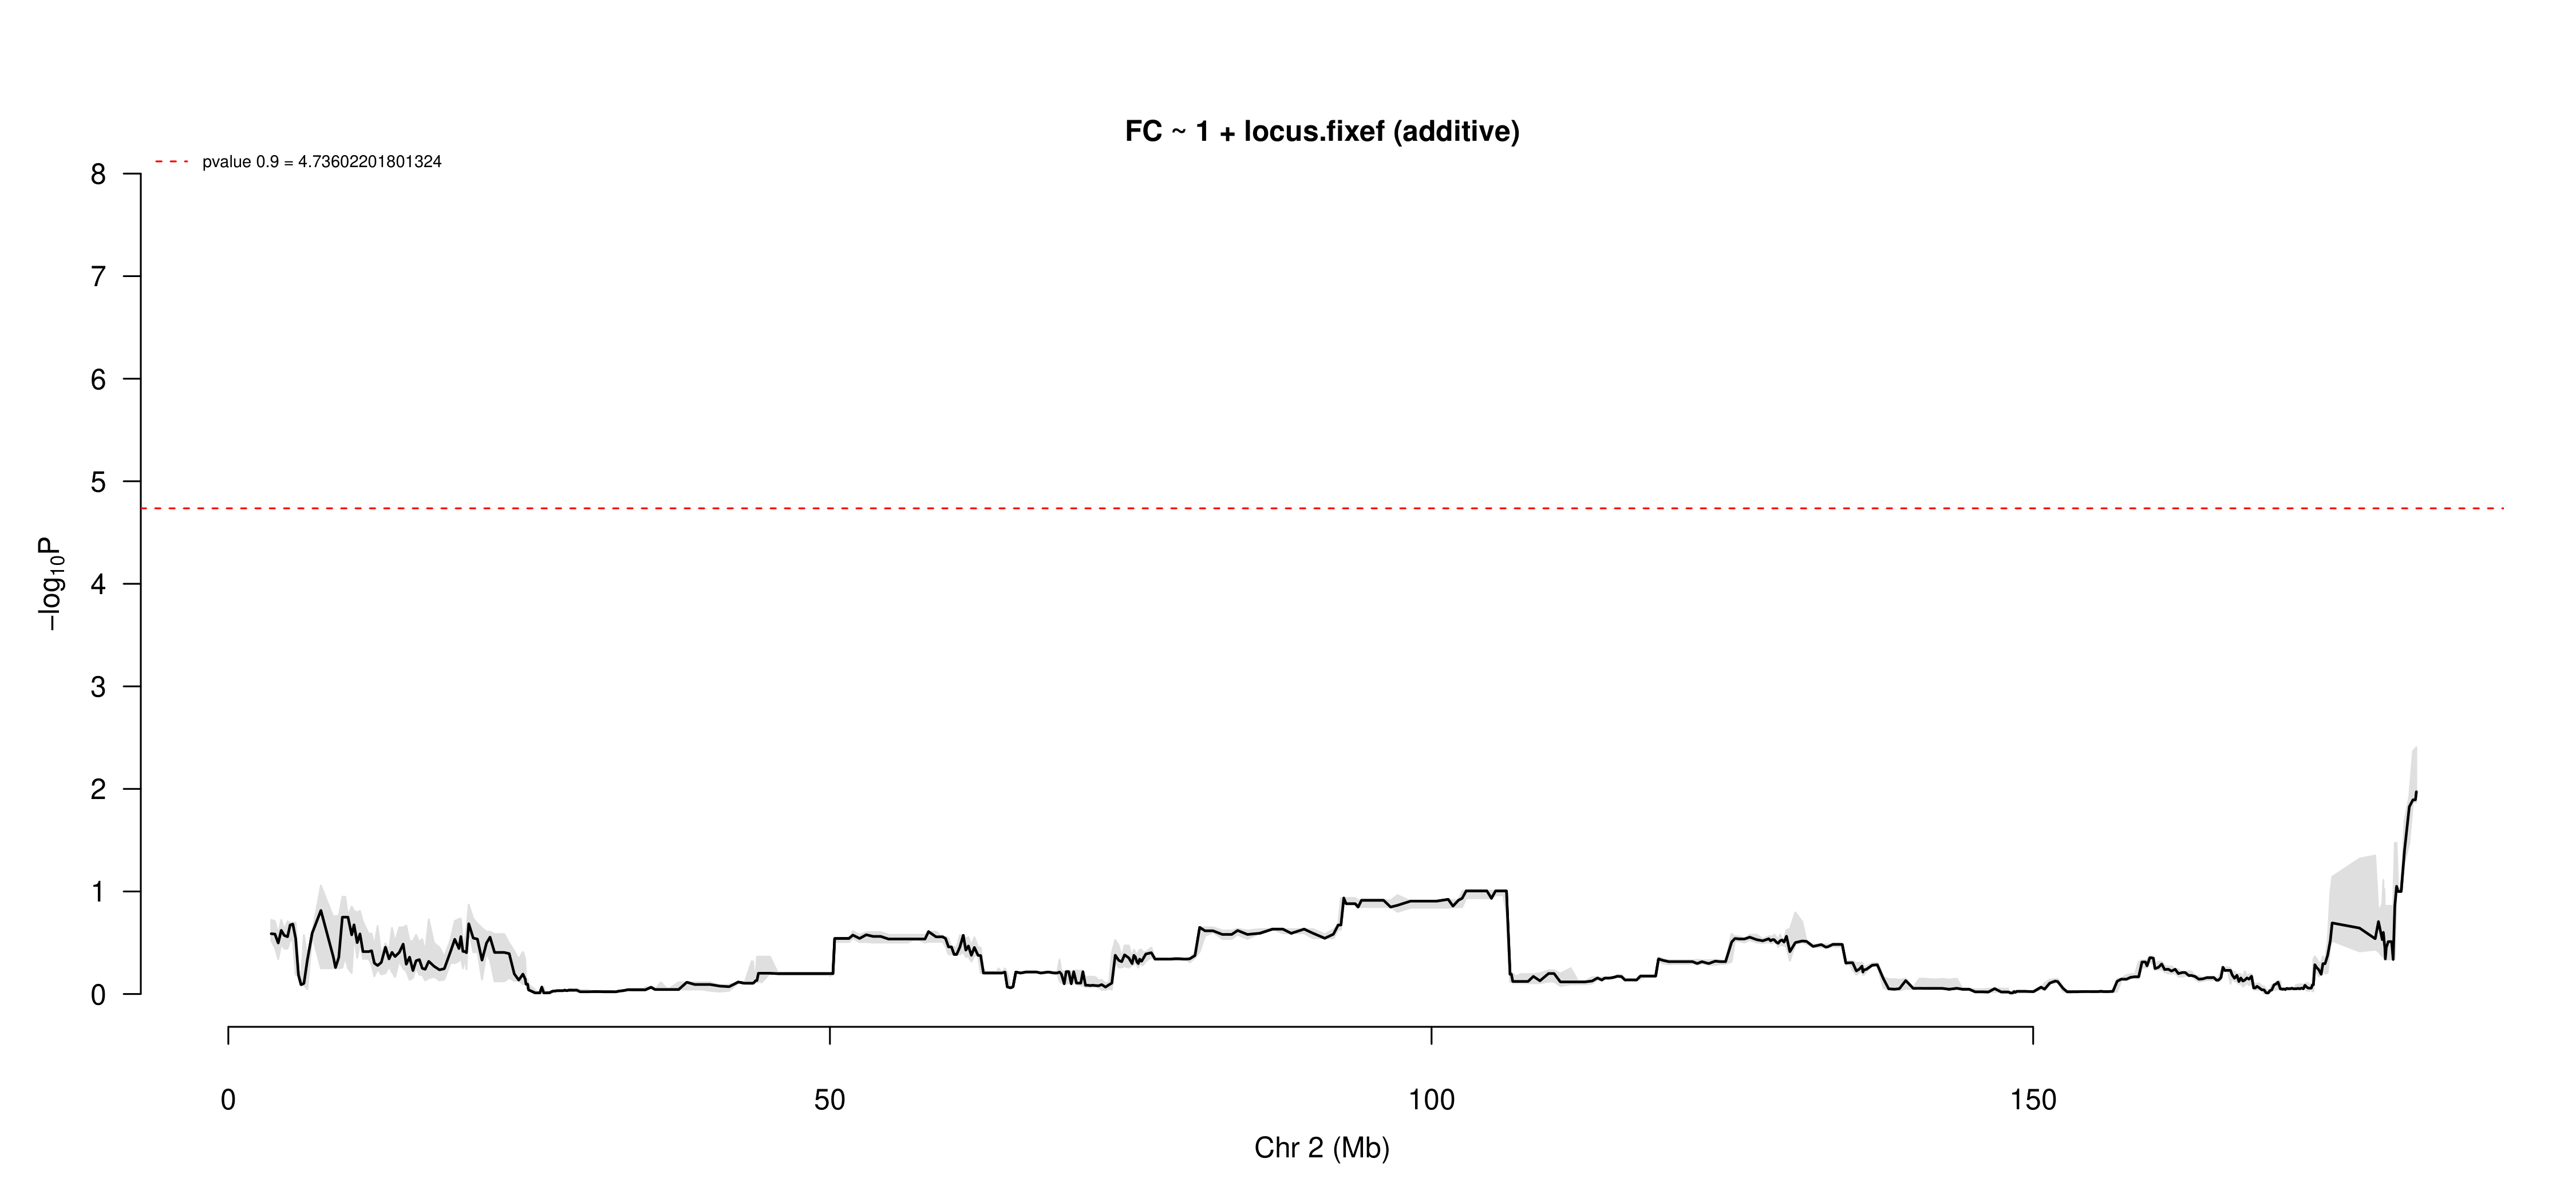 FC ~ 1 + locus.fixef (additive)
pvalue 0.9 = 4.73602201801324
8
7
6
5
4
3
2
1
0
−log10P
0 50 100 150
Chr 2 (Mb)